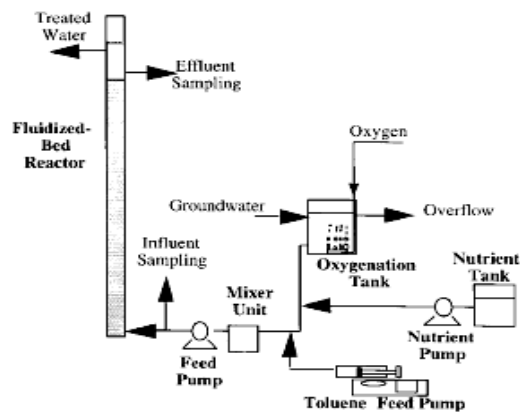 Treated
Water
Effluent
Sampling
Fluidized-
Bed
Reactor
Oxygen
Groundwater
Overflow
Influent
Sampling
Oxygenation
Tank
Nutrient
Tank
Mixer
Unit
Feed
Pump
Nutrient
Pump
Toluene Feed Pump